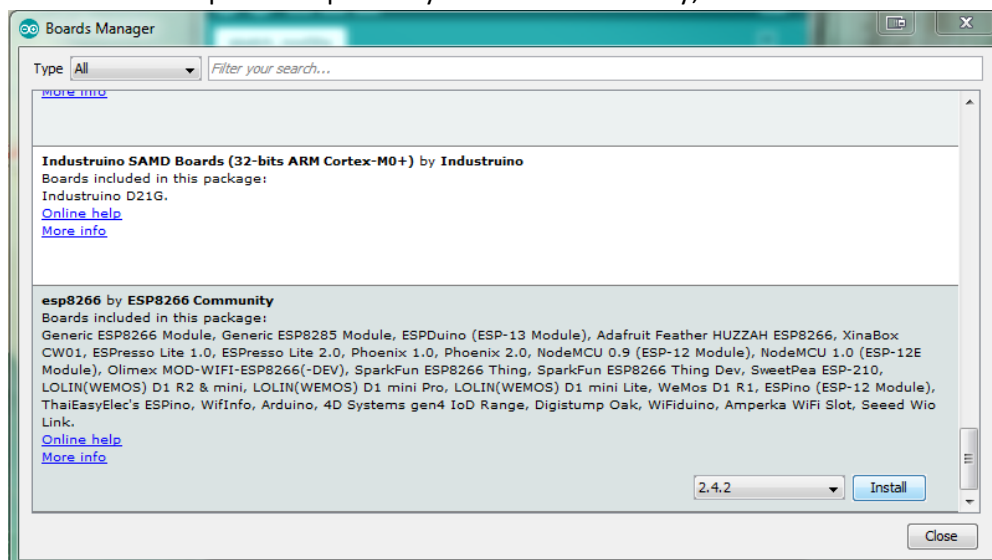 Boards Manager
Type All Filter your search...
More info
Industruino SAMD Boards (32-bits ARM Cortex-M0+) by Industruino
Boards included in this package:
Industruino D21G.
Online help
More info
esp8266 by ESP8266 Community
Boards included in this package:
Generic ESP8266 Module, Generic ESP8285 Module, ESPDuino (ESP-13 Module), Adafruit Feather HUZZAH ESP8266, XinaBox
CW01, ESPresso Lite 1.0, ESPresso Lite 2.0, Phoenix 1.0, Phoenix 2.0, NodeMCU 0.9 (ESP-12 Module), NodeMCU 1.0 (ESP-12E
Module), Olimex MOD-WIFI-ESP8266(-DEV), SparkFun ESP8266 Thing, SparkFun ESP8266 Thing Dev, SweetPea ESP-210,
LOLIN(WEMOS) D1 R2 & mini, LOLIN(WEMOS) D1 mini Pro, LOLIN(WEMOS) D1 mini Lite, WeMos D1 R1, ESPino (ESP-12 Module),
ThaiEasyElec's ESPino, WifInfo, Arduino, 4D Systems gen4 IoD Range, Digistump Oak, WiFiduino, Amperka WiFi Slot, Seeed Wio
Link.
Online help
More info
2.4.2 Install
Close